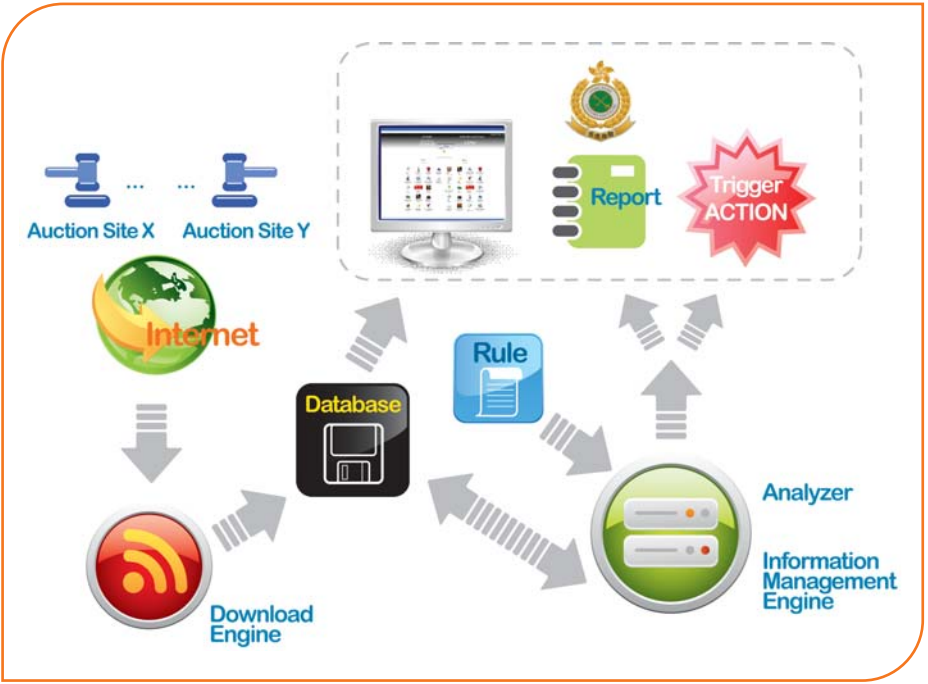 Report
Trigger
ACTION
... ...
Auction Site X Auction Site Y
Internet
Rule
Database
Analyzer
Information
Management
Engine
Download
Engine